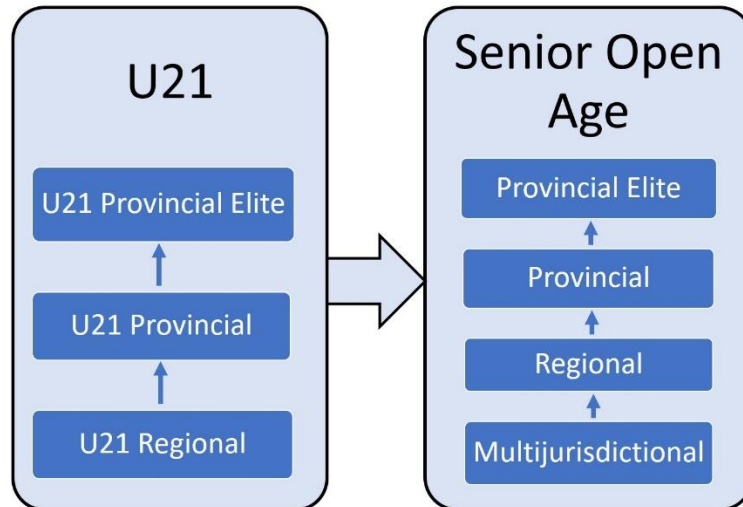 U21
U21 Provincial Elite
U21 Provincial
U21 Regional
Senior Open
Age
Provincial Elite
Provincial
Regional
Multijurisdictional